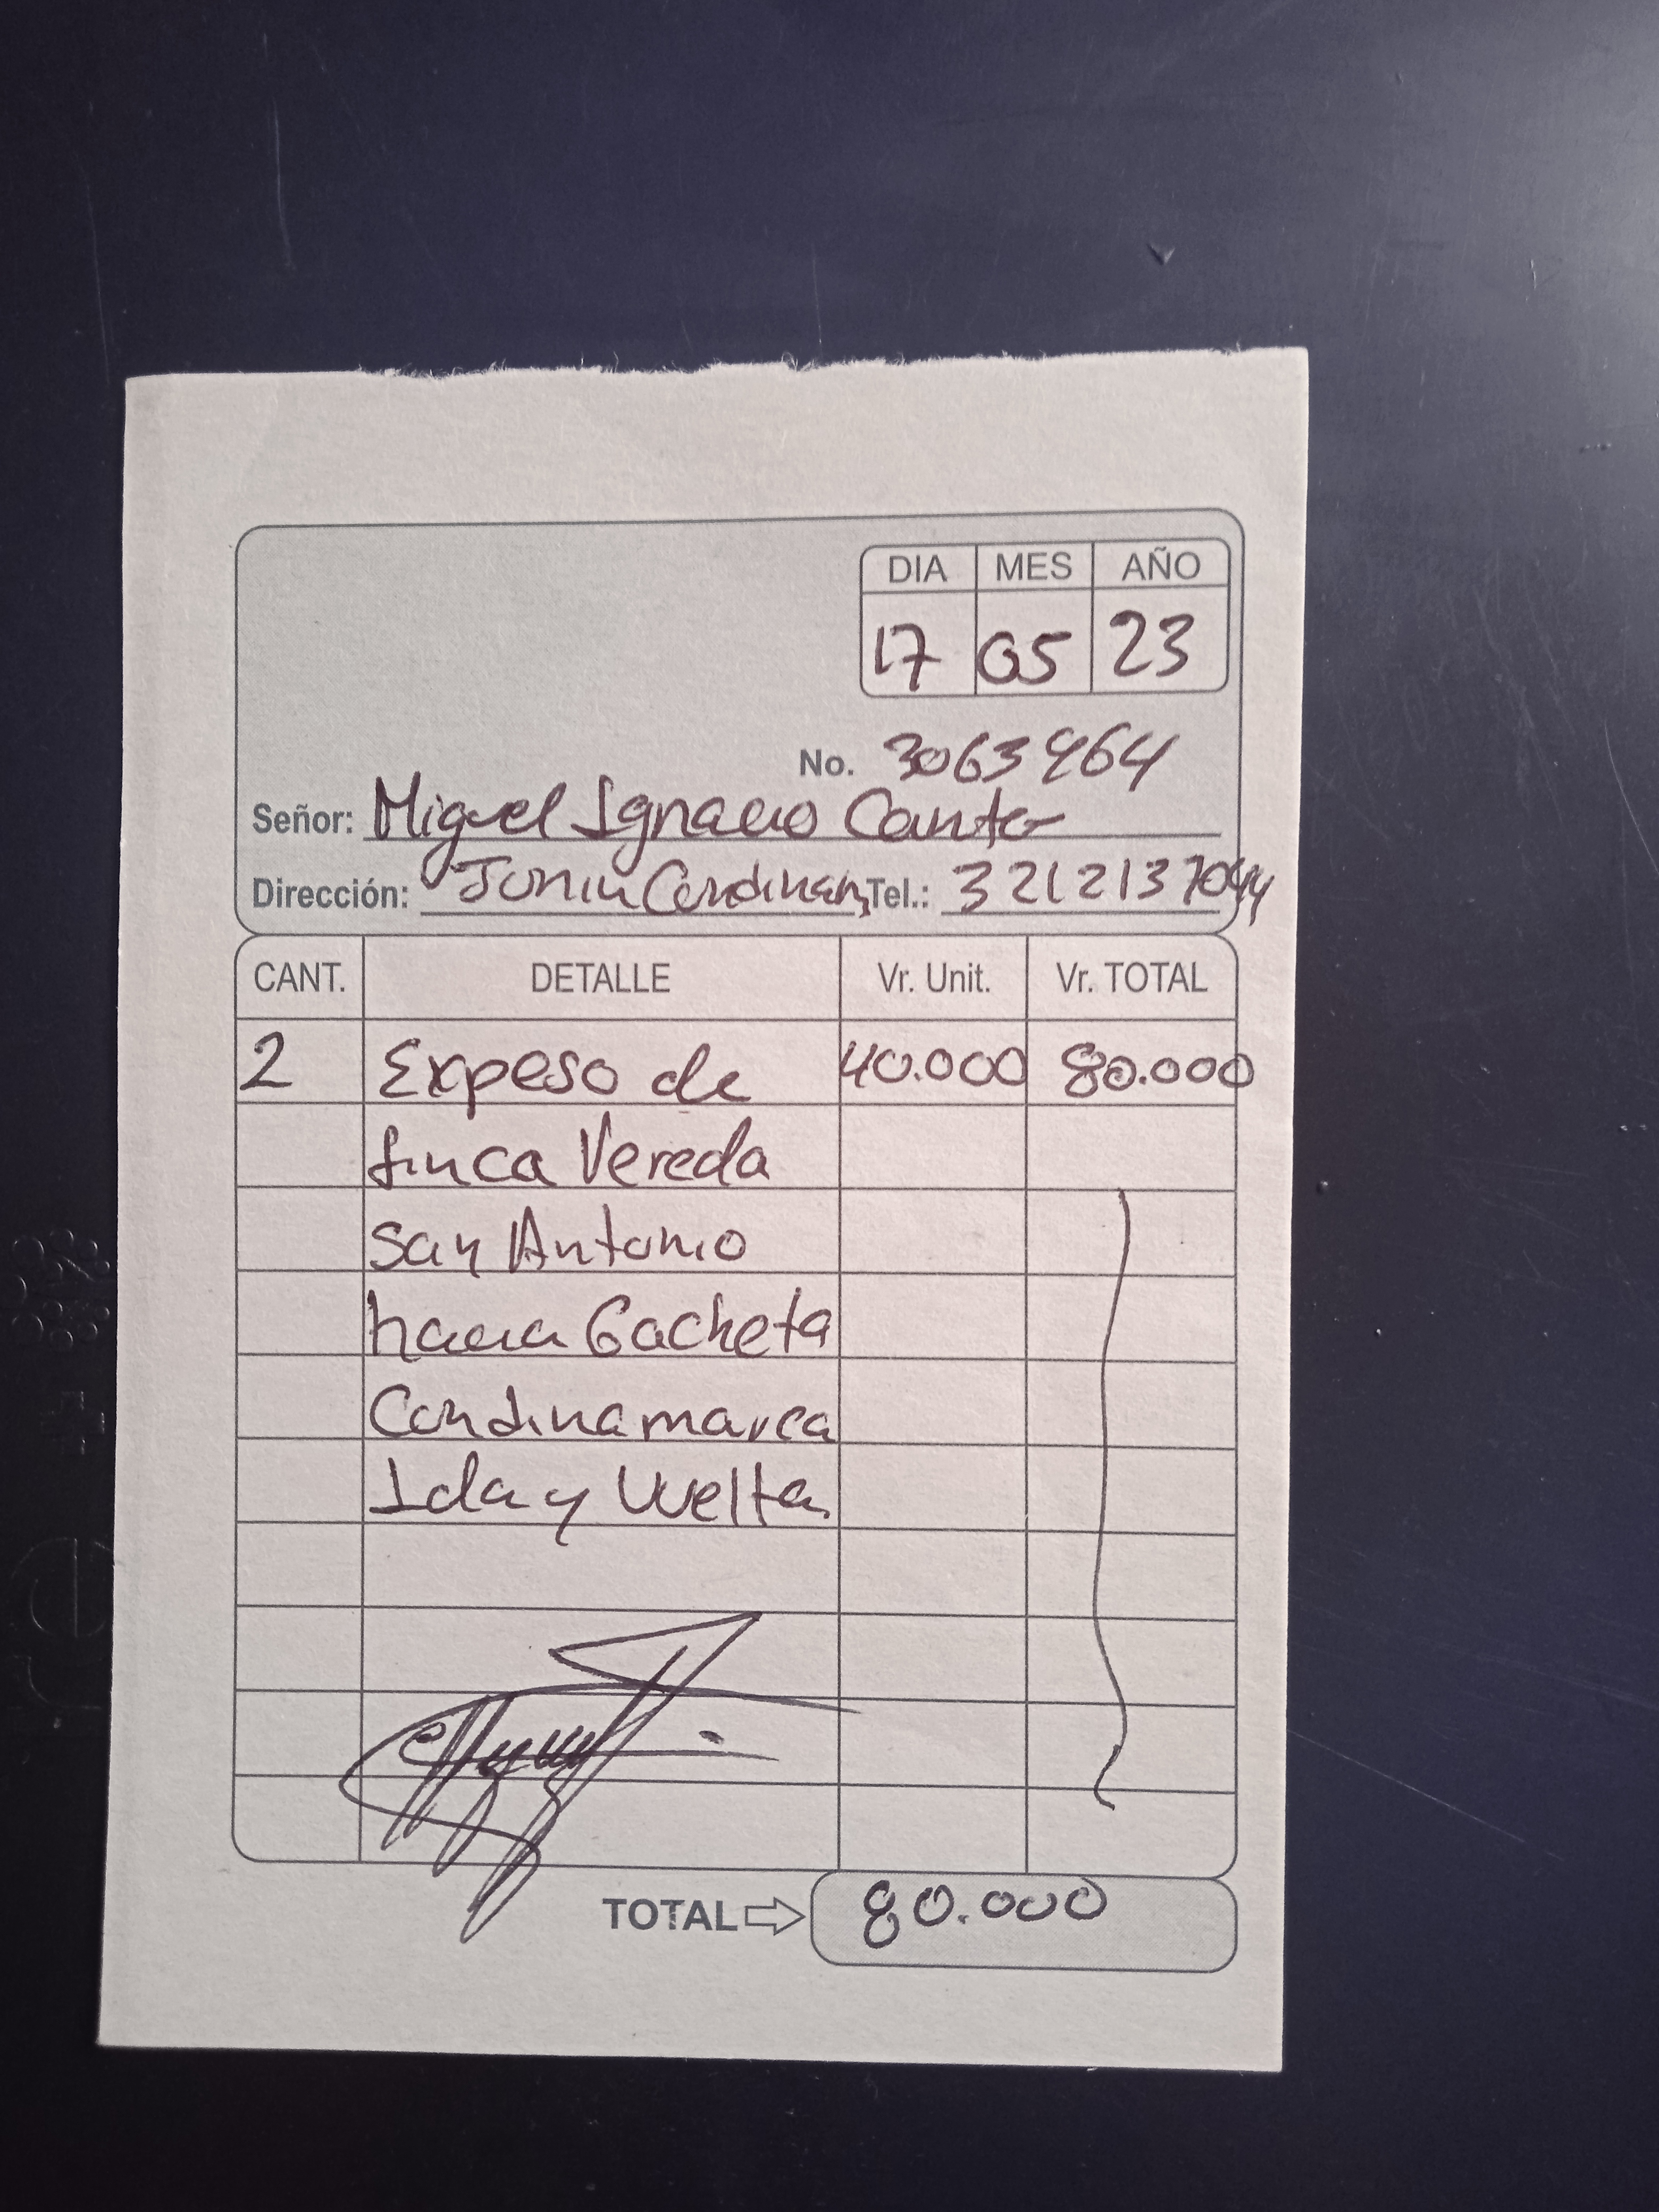 DIA MES AÑO
17 05 23
No. 3063464
Señor: Miguel Ignacio Canto
Dirección: Junin Cundinam Tel.: 3212137044
CANT. DETALLE Vr. Unit. Vr. TOTAL
2 Expeso de 40.000 80.000
finca Vereda
San Antonio
hacia Gacheta
Cundinamarca
Ida y Vuelta
TOTAL 80.000